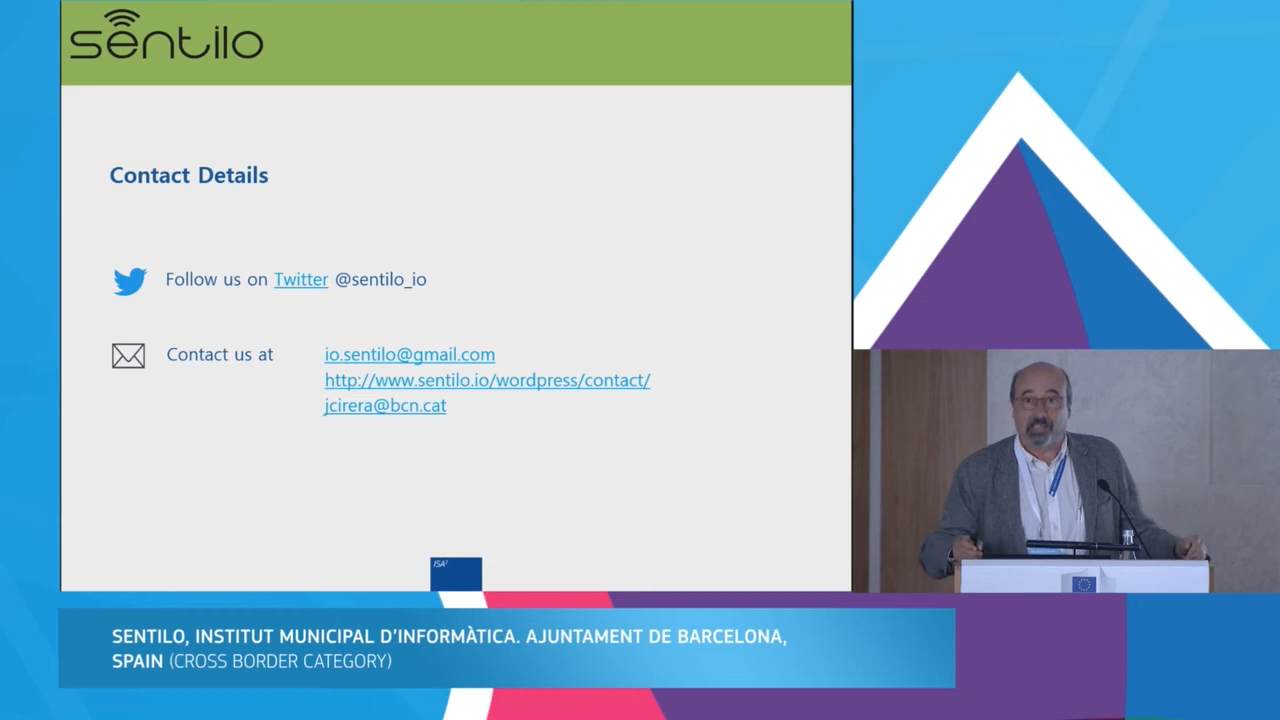 sentilo
Contact Details
Follow us on Twitter @sentilo_io
Contact us at io.sentilo@gmail.com
http://www.sentilo.io/wordpress/contact/
jcirera@bcn.cat
ISA²
SENTILO, INSTITUT MUNICIPAL D'INFORMÀTICA. AJUNTAMENT DE BARCELONA,
SPAIN (CROSS BORDER CATEGORY)